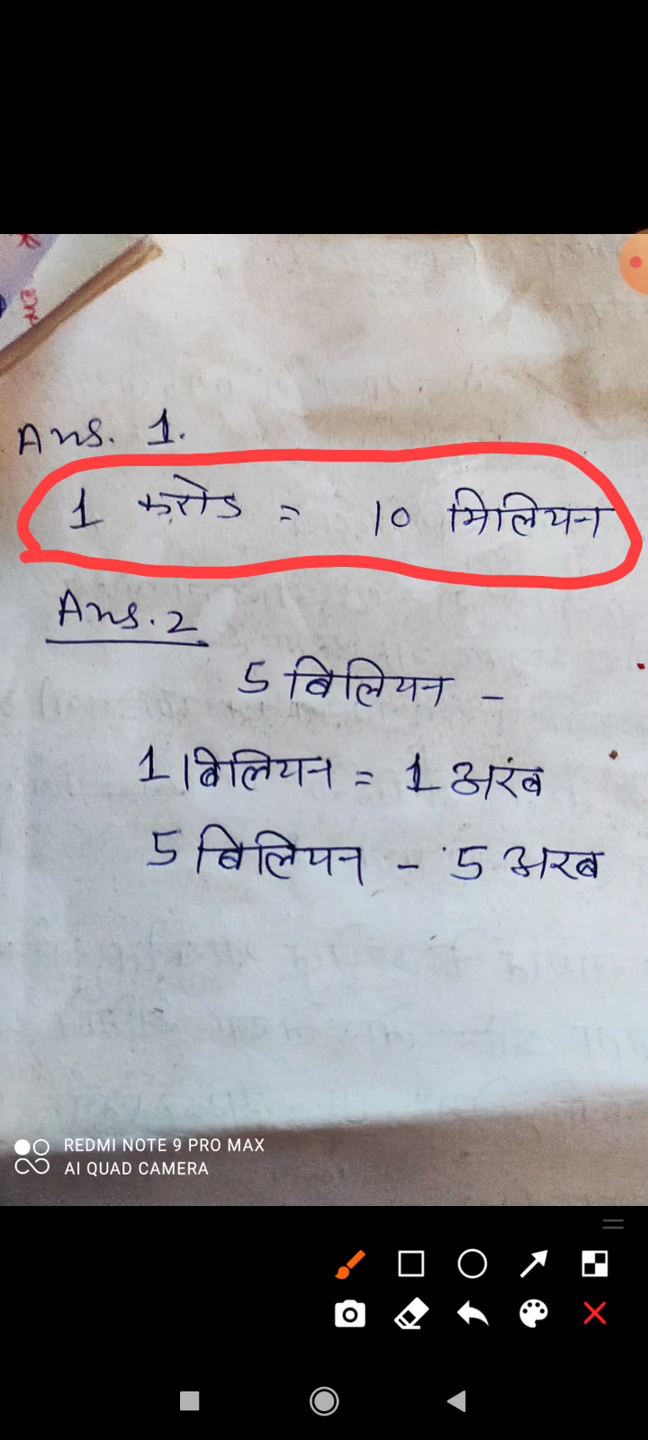 Ans. 1.
1 करोड = 10 मिलियन
Ans. 2
5 बिलियन -
1 बिलियन = 1 अरंब
5 बिलियन - 5 अरब
REDMI NOTE 9 PRO MAX
AI QUAD CAMERA